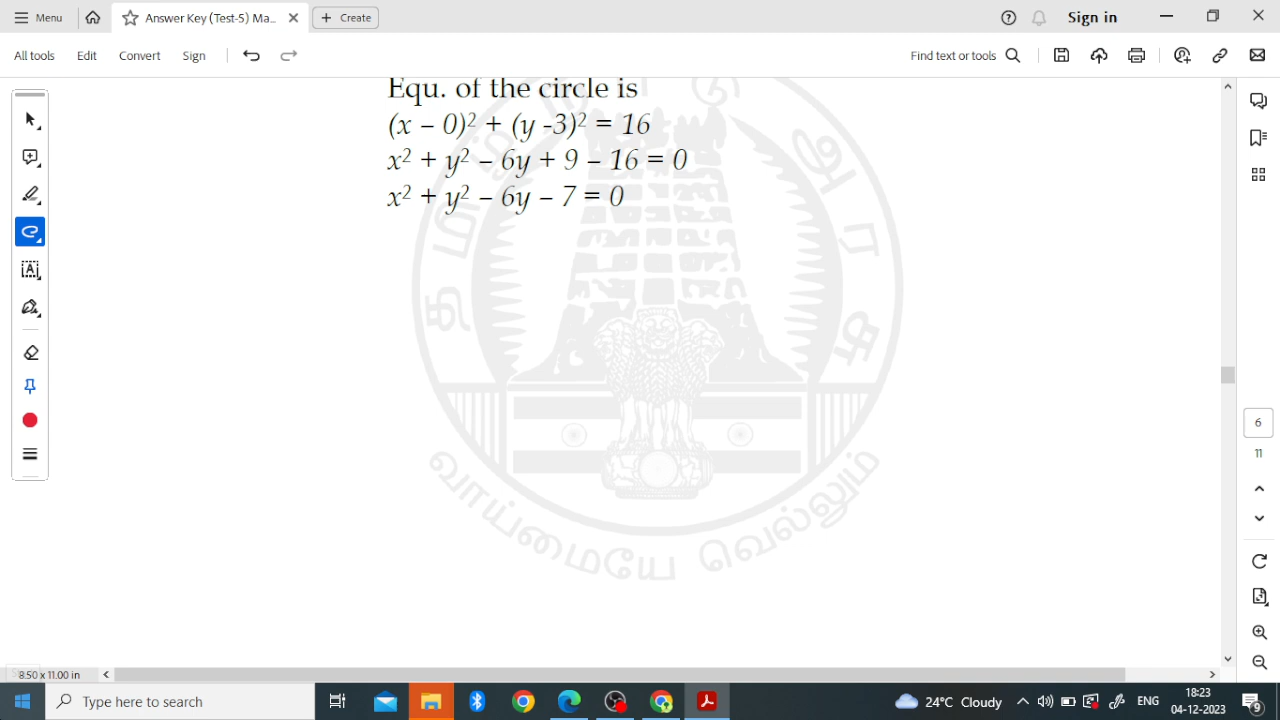 Menu
Answer Key (Test-5) Ma...
Create
Sign in
All tools
Edit
Convert
Sign
Find text or tools
Equ. of the circle is
(x – 0)² + (y -3)² = 16
x² + y² – 6y + 9 – 16 = 0
x² + y² – 6y – 7 = 0
வாய்மையே வெல்லும்
6
11
8.50 x 11.00 in
Type here to search
24°C Cloudy
ENG
18:23
04-12-2023
9